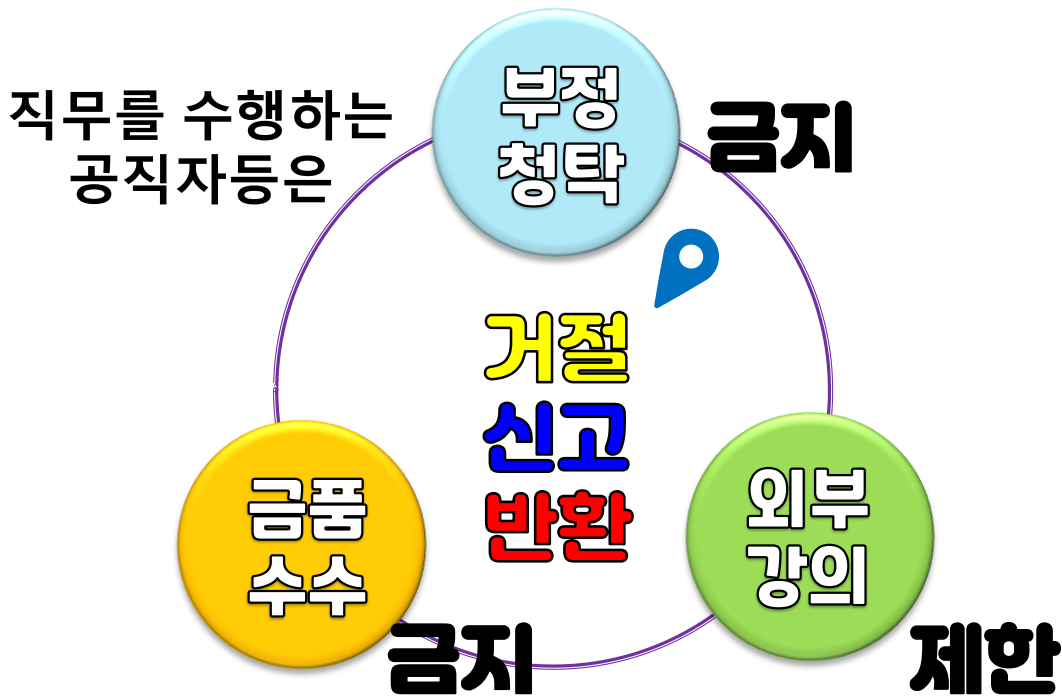 직무를 수행하는
공직자등은
부정
청탁
금지
거절
신고
반환
금품
수수
금지
외부
강의
제한